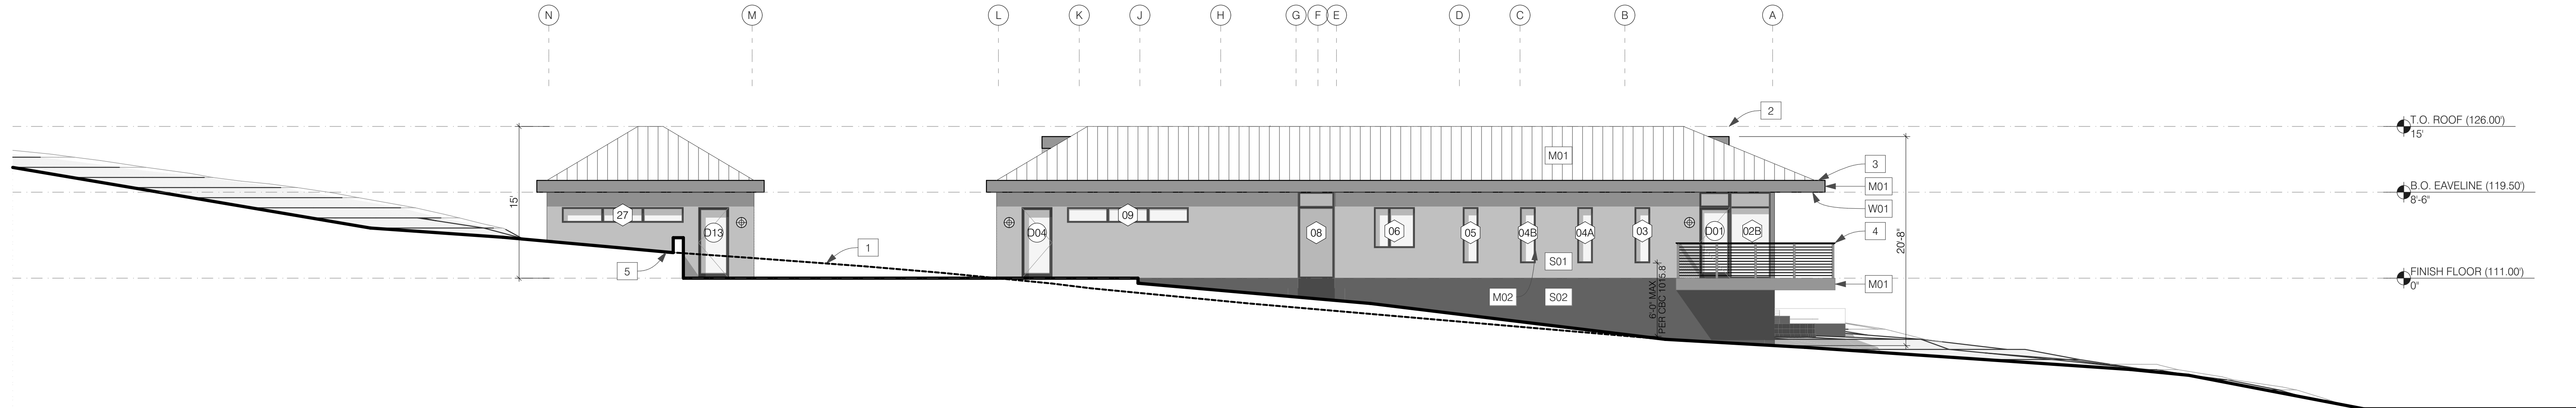 N
M
L
K
J
H
G
F
E
D
C
B
A
2
T.O. ROOF (126.00')
15'
M01
3
M01
B.O. EAVELINE (119.50')
8'-6"
W01
15'
27
D13
D04
09
08
06
05
04B
04A
03
D01
02B
4
20'-8"
1
S01
5
FINISH FLOOR (111.00')
0"
M01
M02
S02
6'-0" MAX
PER CBC 1015.8